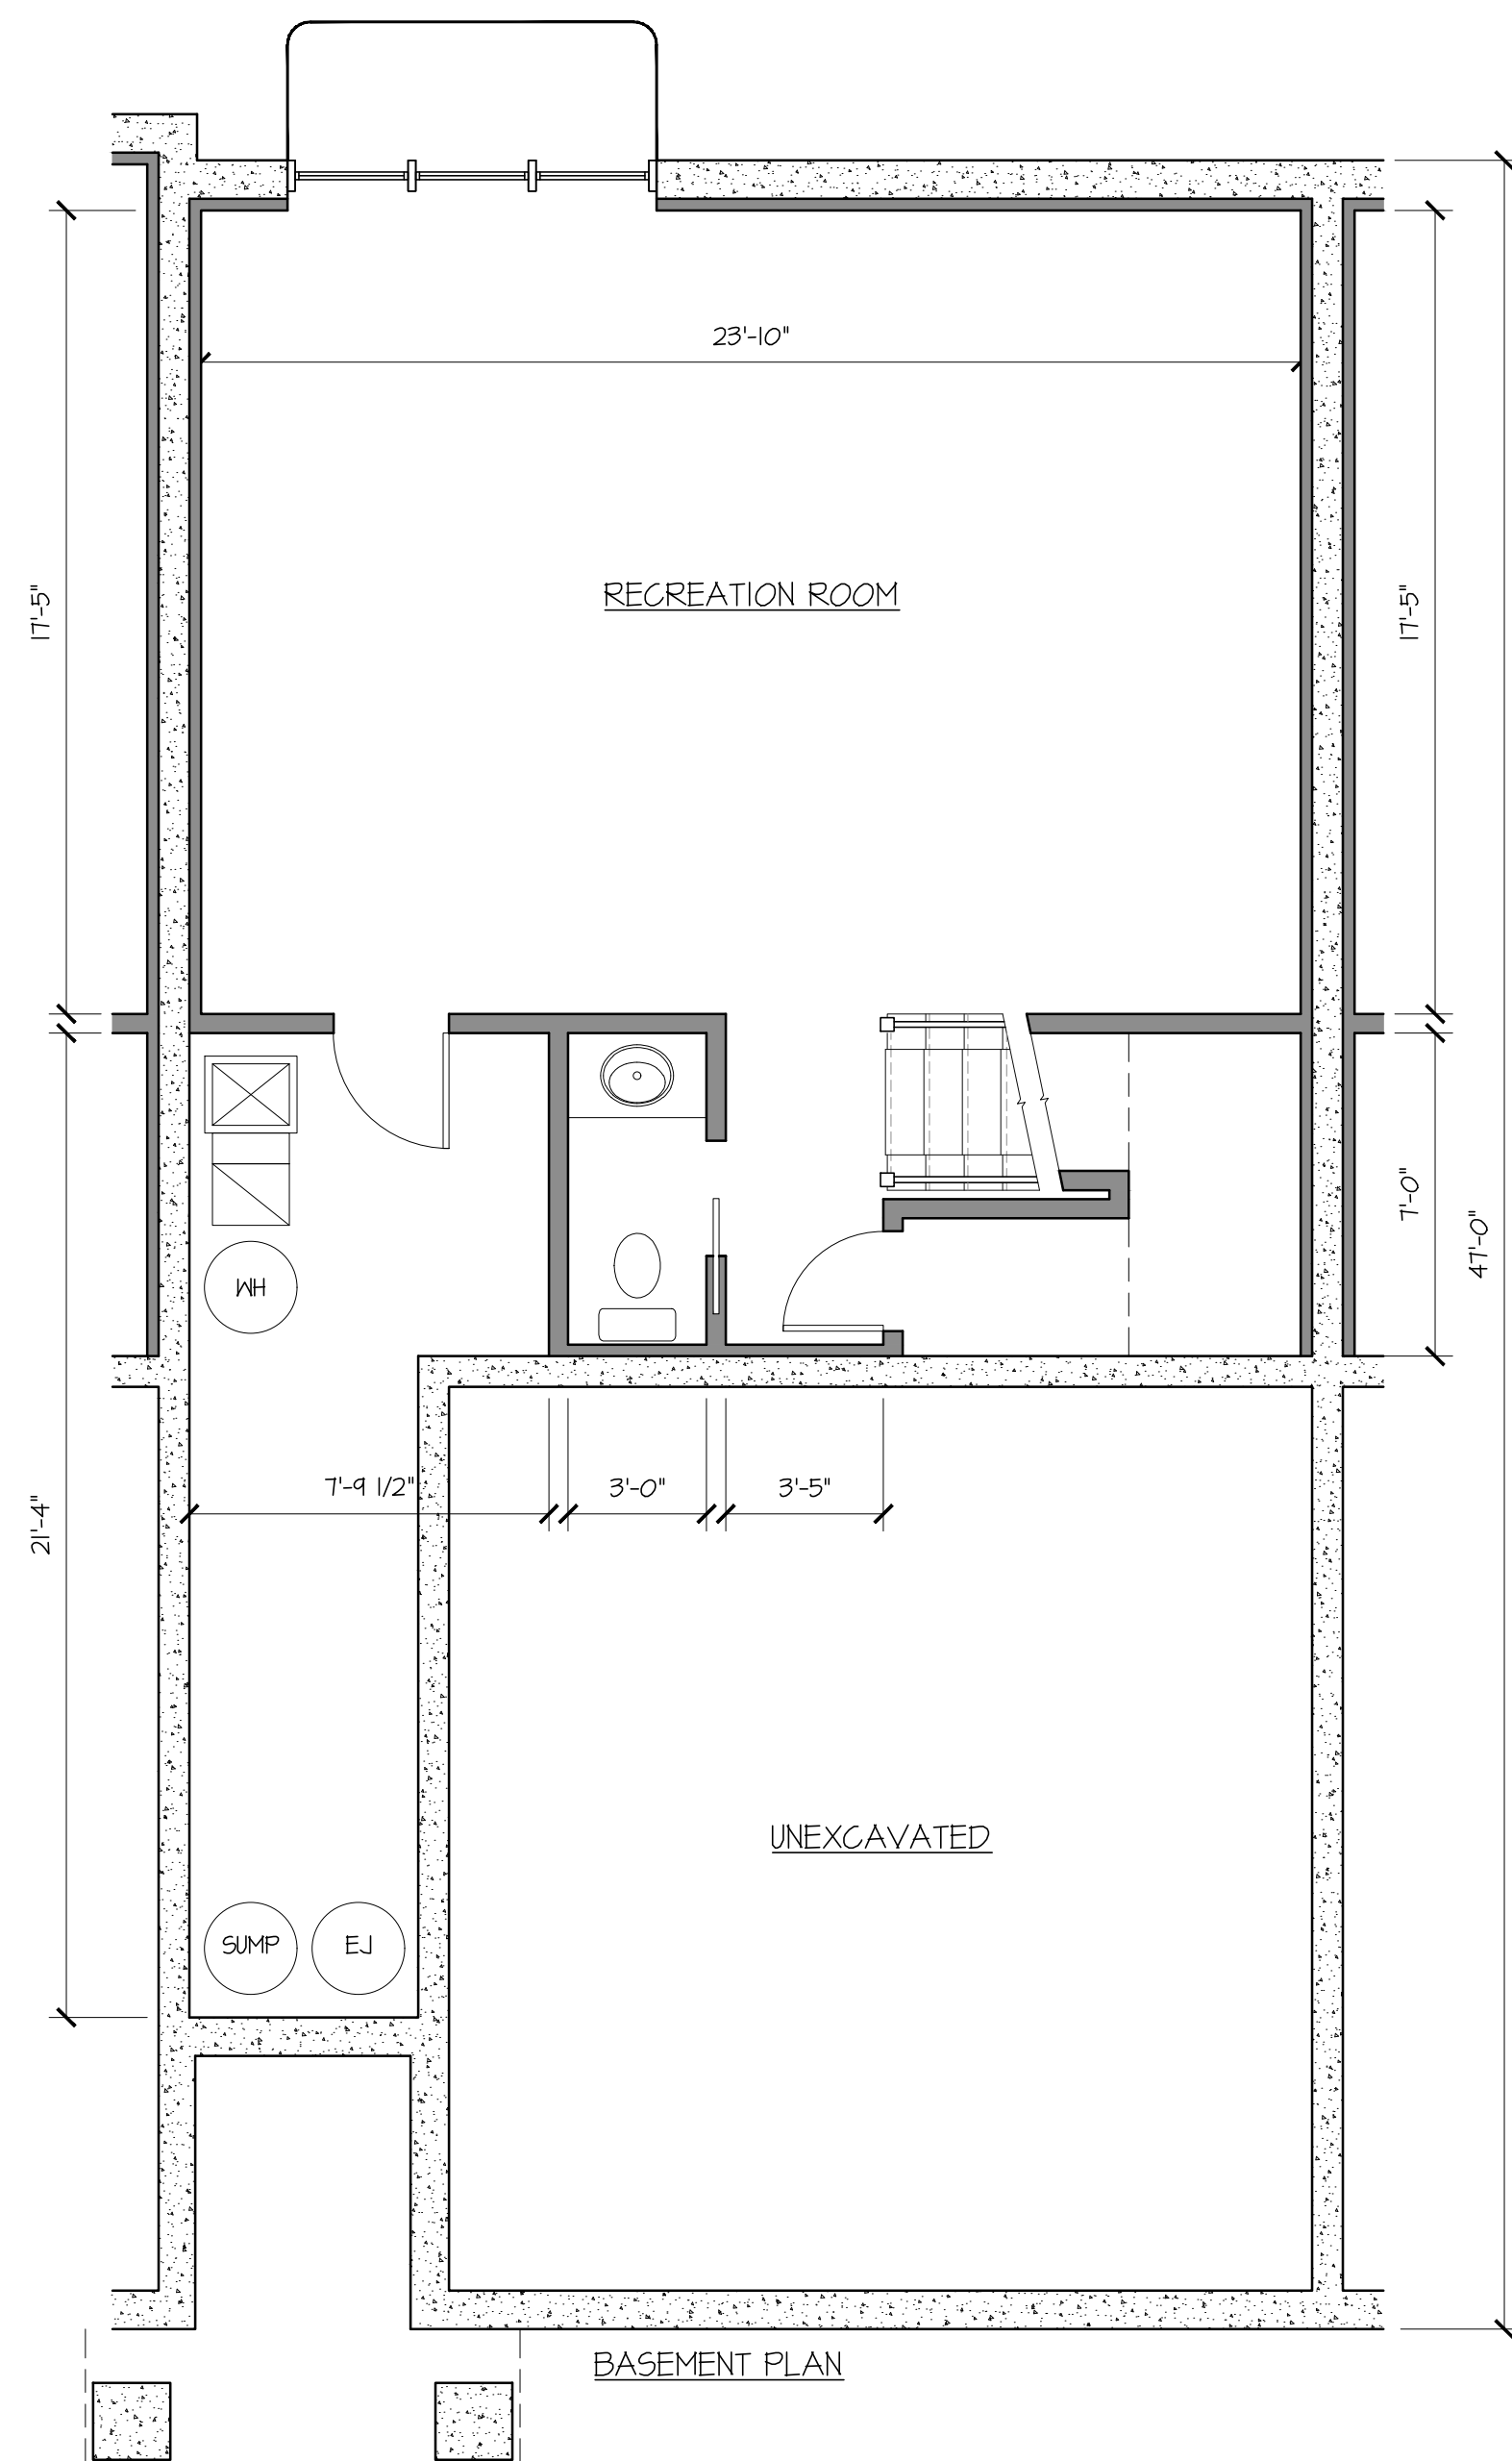 23'-10"
RECREATION ROOM
17'-5"
17'-5"
7'-0"
47'-0"
WH
7'-9 1/2"
3'-0"
3'-5"
21'-4"
UNEXCAVATED
SUMP
EJ
BASEMENT PLAN